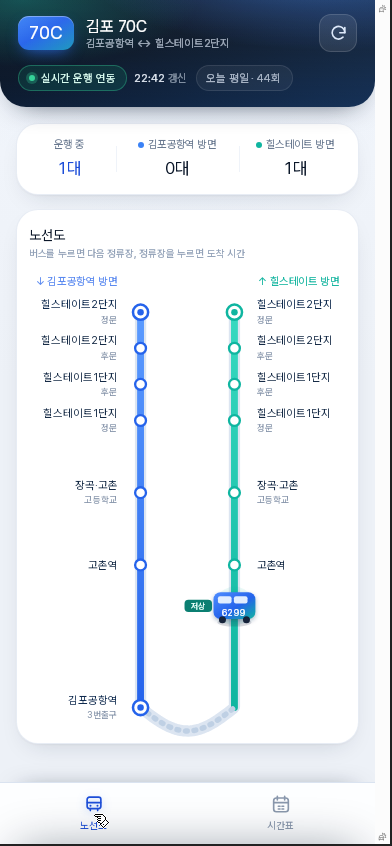 70C
김포 70C
김포공항역 ↔ 힐스테이트2단지
실시간 운행 연동
22:42 갱신
오늘 평일 · 44회
운행 중
1대
김포공항역 방면
0대
힐스테이트 방면
1대
노선도
버스를 누르면 다음 정류장, 정류장을 누르면 도착 시간
↓ 김포공항역 방면
↑ 힐스테이트 방면
힐스테이트2단지
정문
힐스테이트2단지
정문
힐스테이트2단지
후문
힐스테이트2단지
후문
힐스테이트1단지
후문
힐스테이트1단지
후문
힐스테이트1단지
정문
힐스테이트1단지
정문
장곡·고촌
고등학교
장곡·고촌
고등학교
고촌역
고촌역
저상
6299
김포공항역
3번출구
노선도
시간표